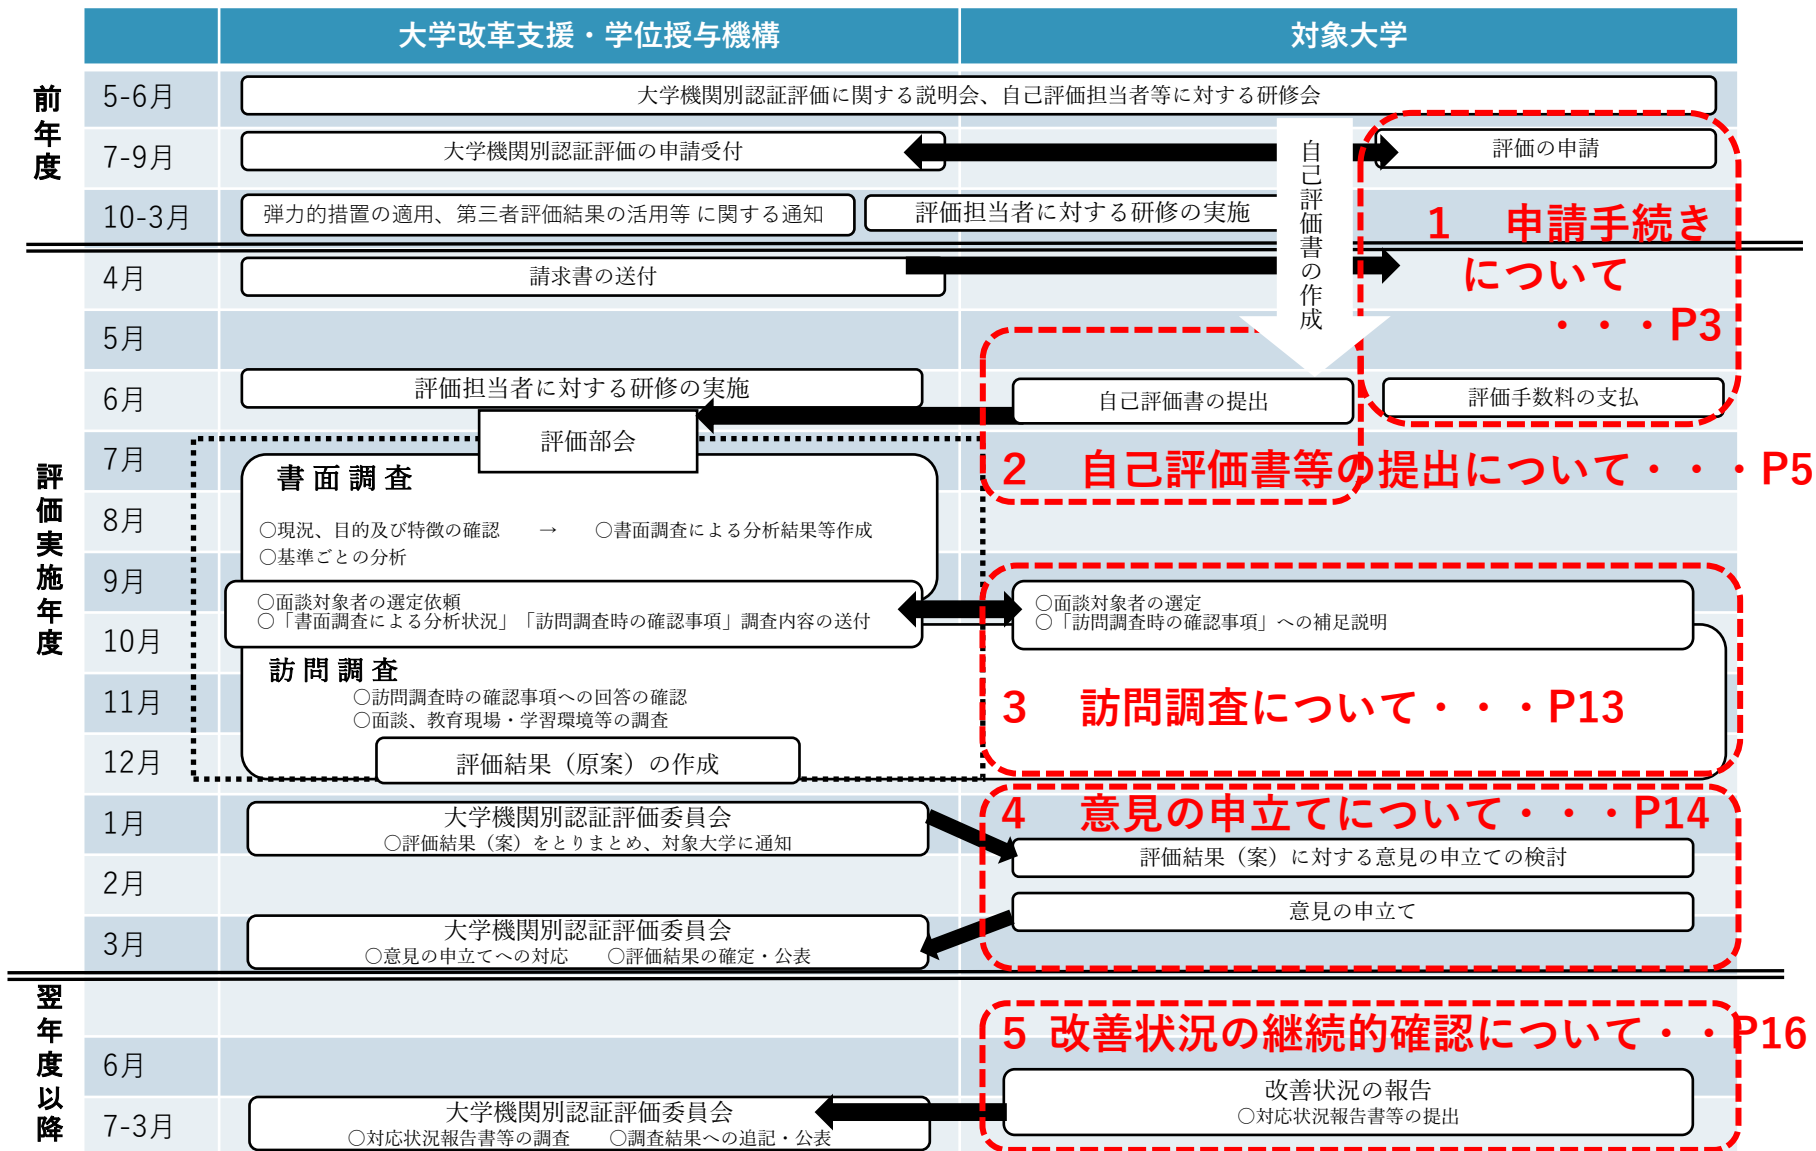 大学改革支援・学位授与機構
対象大学
前年度
5-6月
大学機関別認証評価に関する説明会、自己評価担当者等に対する研修会
7-9月
大学機関別認証評価の申請受付
評価の申請
自己評価書の作成
10-3月
弾力的措置の適用、第三者評価結果の活用等 に関する通知
評価担当者に対する研修の実施
1 申請手続き
について
・・・P3
評価実施年度
4月
請求書の送付
5月
6月
評価担当者に対する研修の実施
自己評価書の提出
評価手数料の支払
評価部会
7月
書面調査
2 自己評価書等の提出について・・・P5
8月
○現況、目的及び特徴の確認 → ○書面調査による分析結果等作成
○基準ごとの分析
9月
○面談対象者の選定依頼
○「書面調査による分析状況」「訪問調査時の確認事項」調査内容の送付
○面談対象者の選定
○「訪問調査時の確認事項」への補足説明
10月
訪問調査
11月
○訪問調査時の確認事項への回答の確認
○面談、教育現場・学習環境等の調査
3 訪問調査について・・・P13
12月
評価結果（原案）の作成
1月
大学機関別認証評価委員会
○評価結果（案）をとりまとめ、対象大学に通知
4 意見の申立てについて・・・P14
評価結果（案）に対する意見の申立ての検討
2月
意見の申立て
3月
大学機関別認証評価委員会
○意見の申立てへの対応 ○評価結果の確定・公表
翌年度以降
5 改善状況の継続的確認について・・P16
6月
改善状況の報告
○対応状況報告書等の提出
7-3月
大学機関別認証評価委員会
○対応状況報告書等の調査 ○調査結果への追記・公表